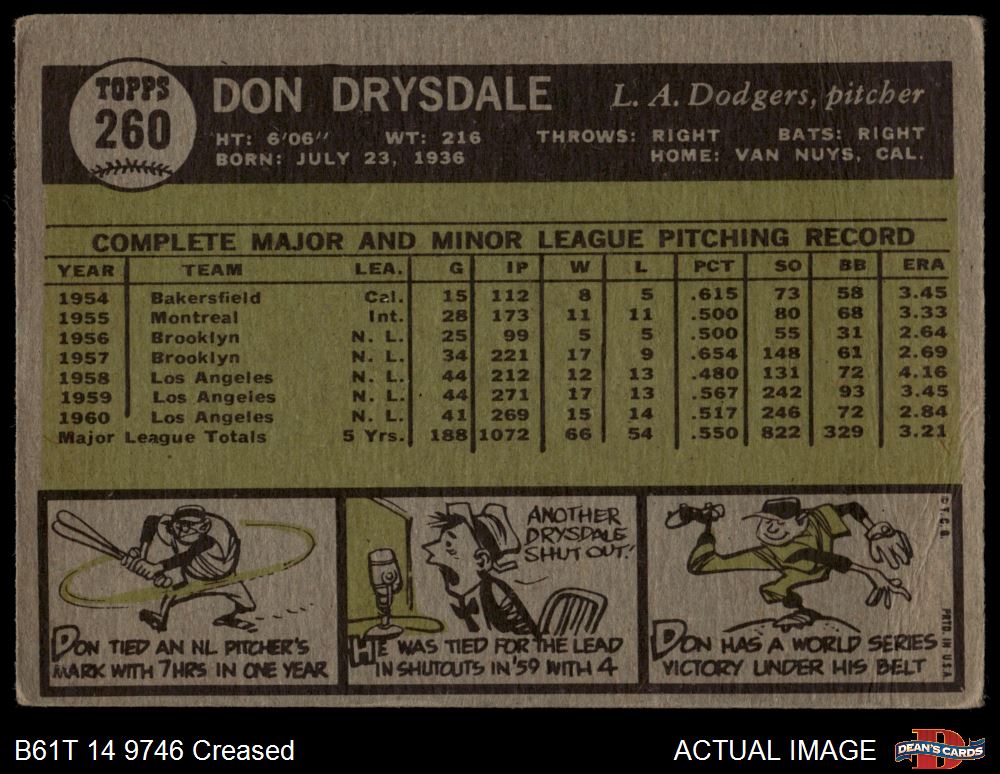 TOPPS
260
DON DRYSDALE
L. A. Dodgers, pitcher
HT: 6'06" WT: 216 THROWS: RIGHT BATS: RIGHT
BORN: JULY 23, 1936 HOME: VAN NUYS, CAL.
COMPLETE MAJOR AND MINOR LEAGUE PITCHING RECORD
YEAR TEAM LEA. G IP W L PCT SO BB ERA
1954 Bakersfield Cal. 15 112 8 5 .615 73 58 3.45
1955 Montreal Int. 28 173 11 11 .500 80 68 3.33
1956 Brooklyn N. L. 25 99 5 5 .500 55 31 2.64
1957 Brooklyn N. L. 34 221 17 9 .654 148 61 2.69
1958 Los Angeles N. L. 44 212 12 13 .480 131 72 4.16
1959 Los Angeles N. L. 44 271 17 13 .567 242 93 3.45
1960 Los Angeles N. L. 41 269 15 14 .517 246 72 2.84
Major League Totals 5 Yrs. 188 1072 66 54 .550 822 329 3.21
DON TIED AN NL PITCHER'S
MARK WITH 7HRS IN ONE YEAR
ANOTHER
DRYSDALE
SHUT OUT!
HE WAS TIED FOR THE LEAD
IN SHUTOUTS IN '59 WITH 4
DON HAS A WORLD SERIES
VICTORY UNDER HIS BELT
© T.C.G.
PRTD. IN U.S.A.
B61T 14 9746 Creased
ACTUAL IMAGE
D
DEAN'S CARDS